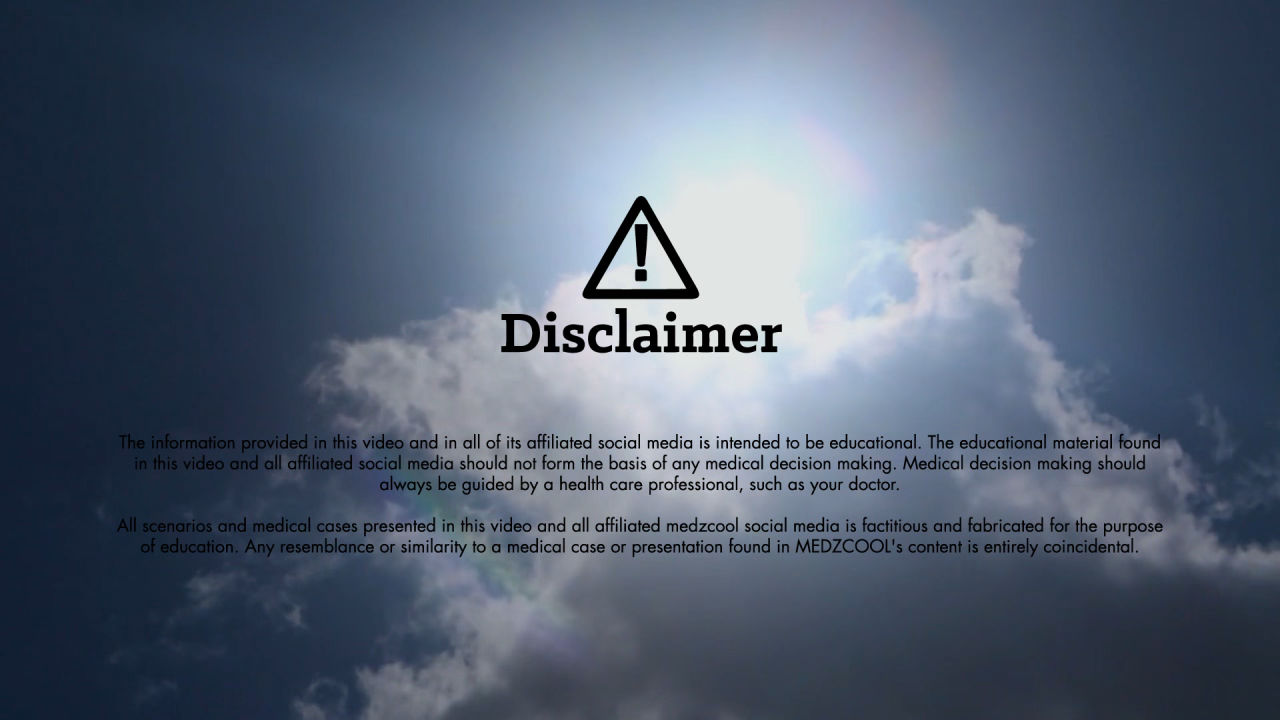 Disclaimer
The information provided in this video and in all of its affiliated social media is intended to be educational. The educational material found
in this video and all affiliated social media should not form the basis of any medical decision making. Medical decision making should
always be guided by a health care professional, such as your doctor.
All scenarios and medical cases presented in this video and all affiliated medzcool social media is factitious and fabricated for the purpose
of education. Any resemblance or similarity to a medical case or presentation found in MEDZCOOL's content is entirely coincidental.